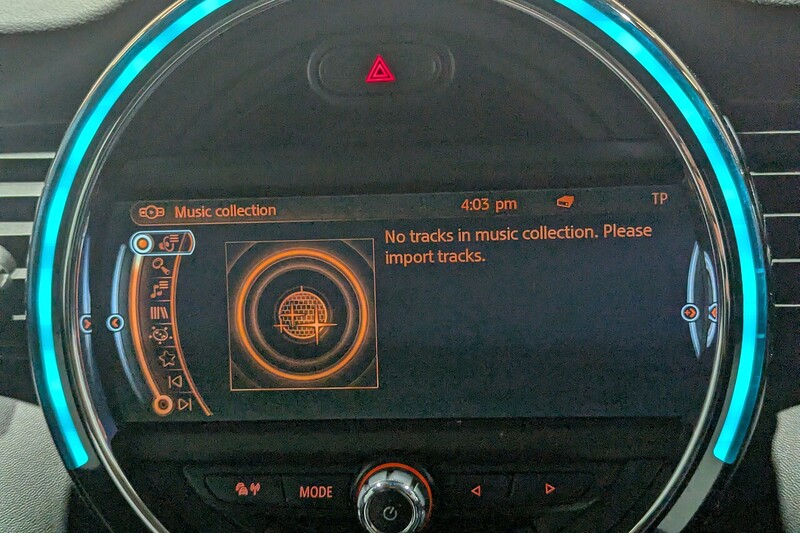 Music collection
4:03 pm
TP
No tracks in music collection. Please
import tracks.
MODE